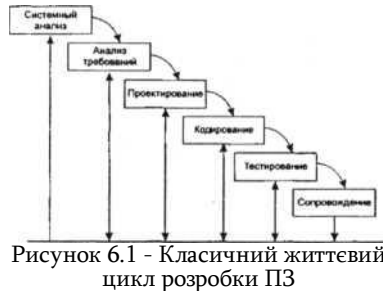 Системный
анализ
Анализ
требований
Проектирование
Кодирование
Тестирование
Сопровождение
Рисунок 6.1 - Класичний життєвий
цикл розробки ПЗ